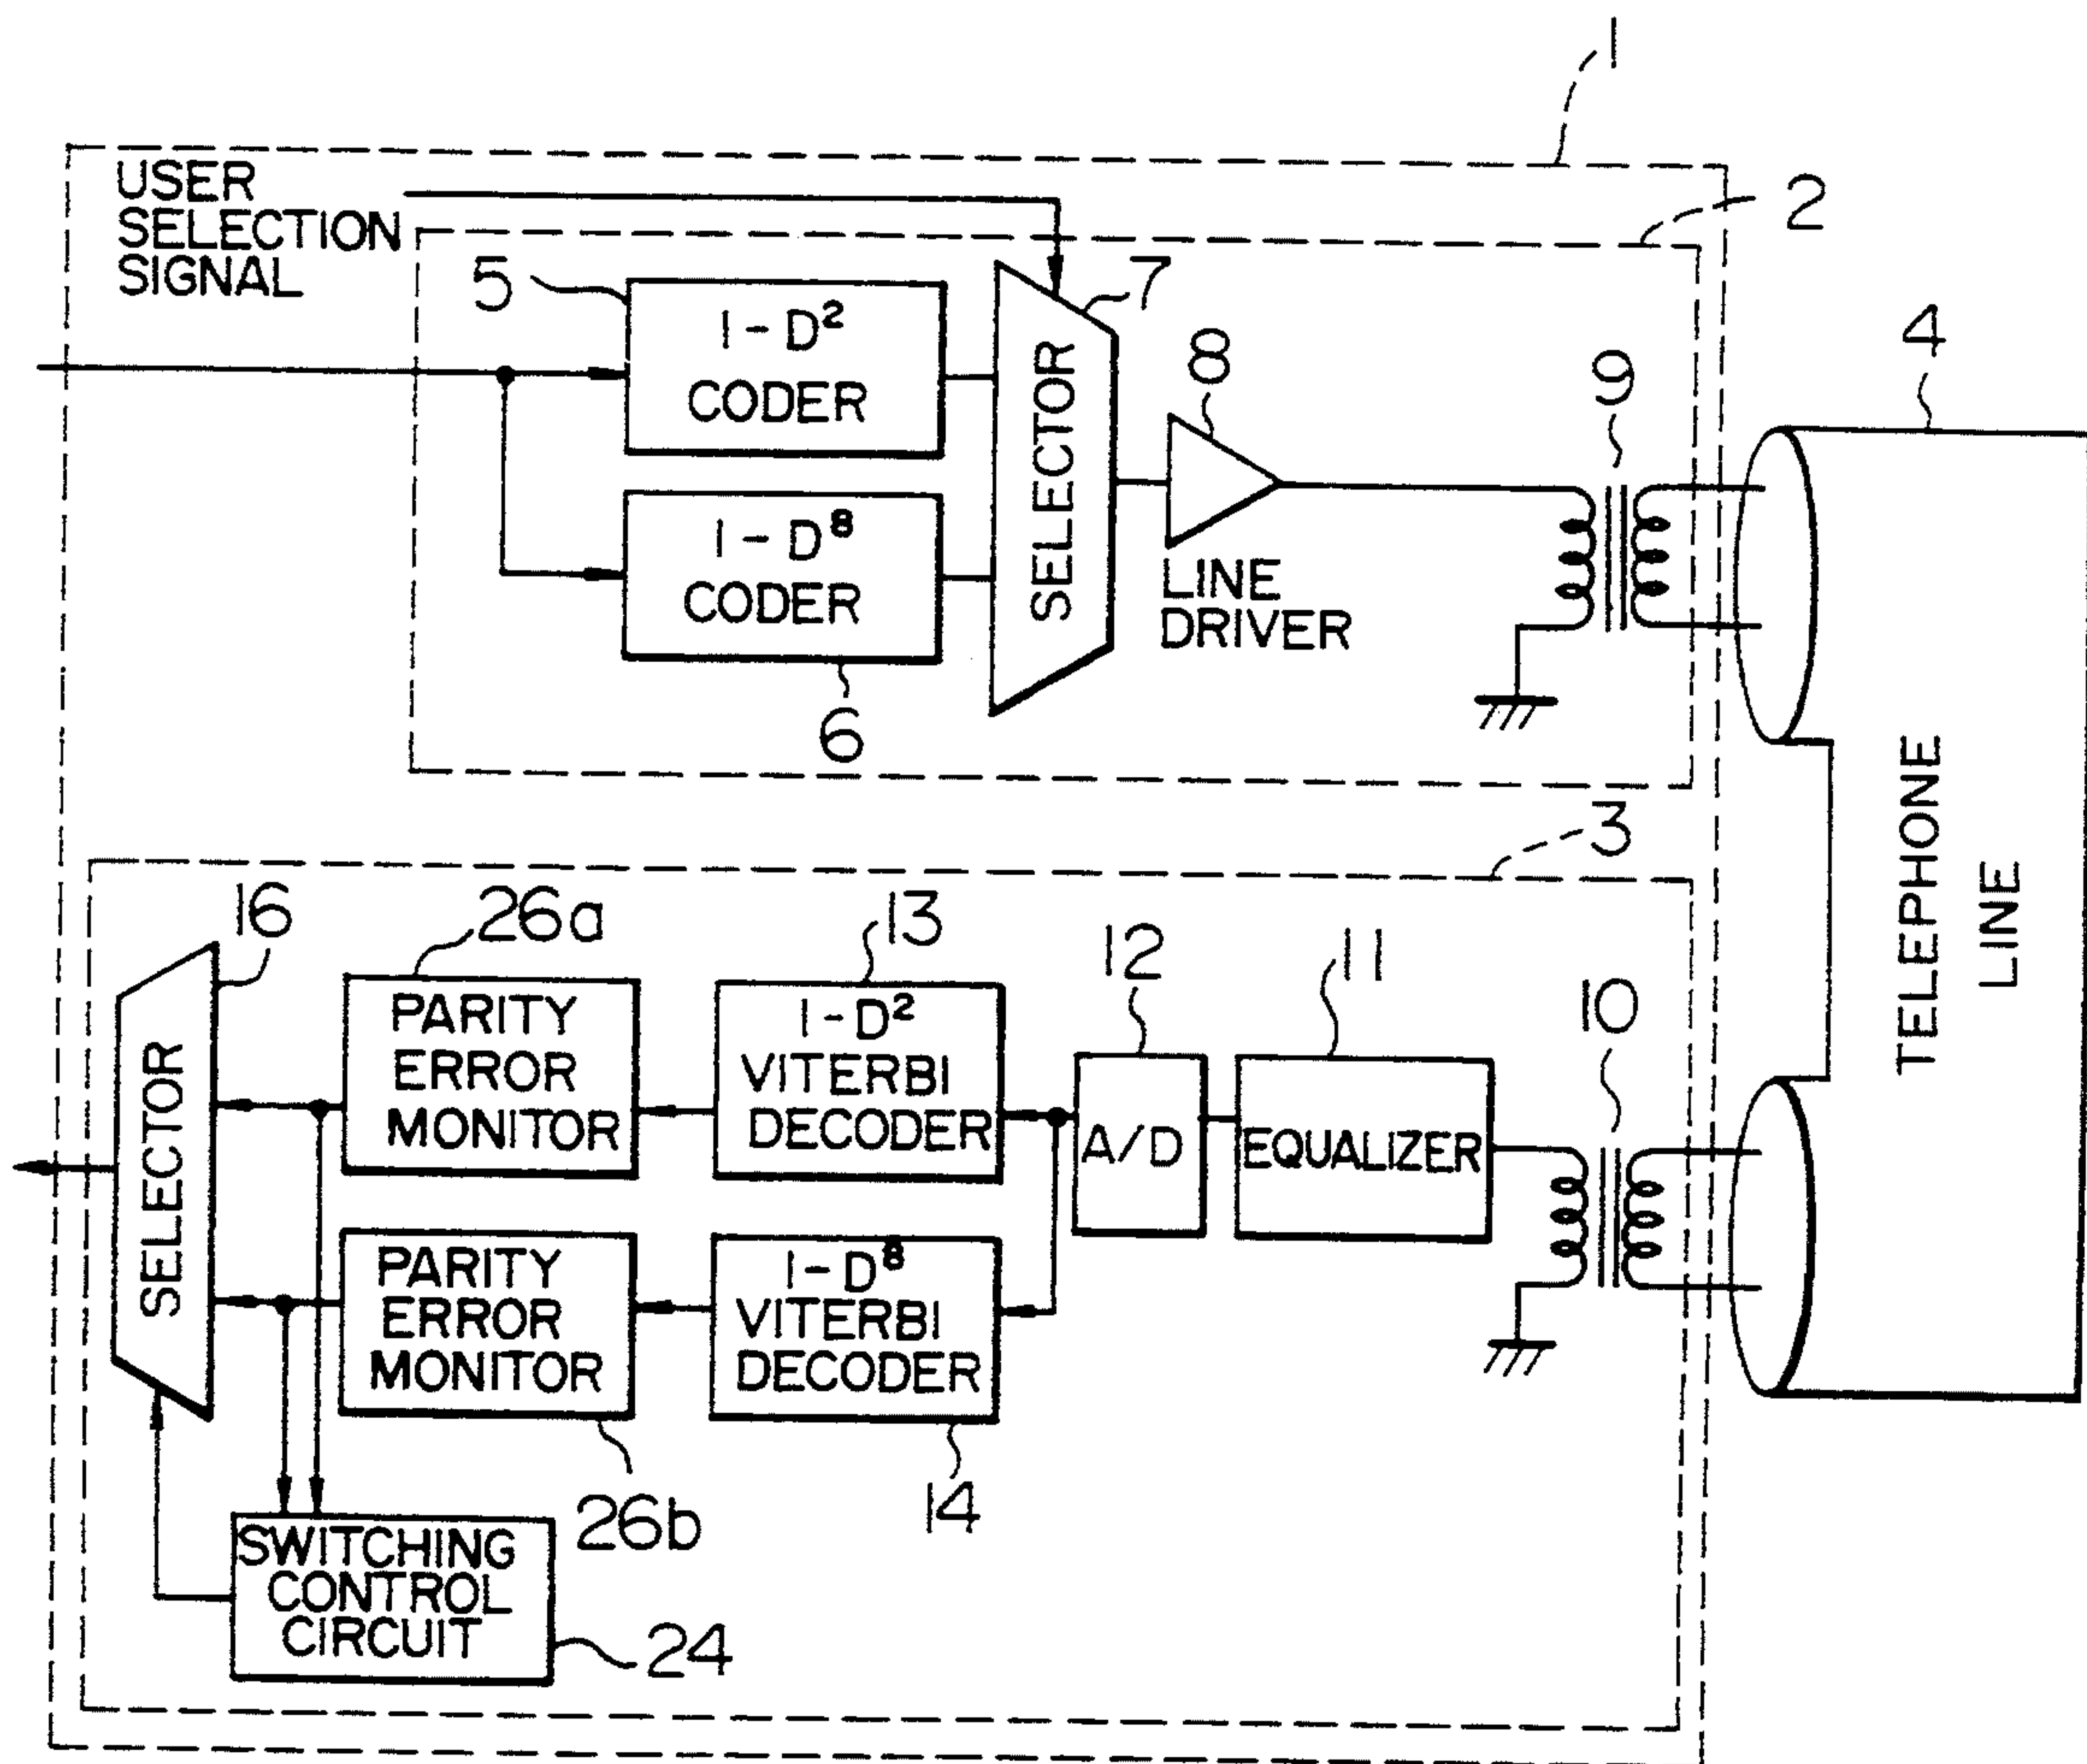 1
USER
SELECTION
SIGNAL
2
5
1-D²
CODER
7
SELECTOR
8
LINE
DRIVER
9
4
1-D⁸
CODER
6
TELEPHONE
LINE
3
16
SELECTOR
26a
PARITY
ERROR
MONITOR
13
1-D²
VITERBI
DECODER
12
A/D
11
EQUALIZER
10
PARITY
ERROR
MONITOR
26b
1-D⁸
VITERBI
DECODER
14
SWITCHING
CONTROL
CIRCUIT
24